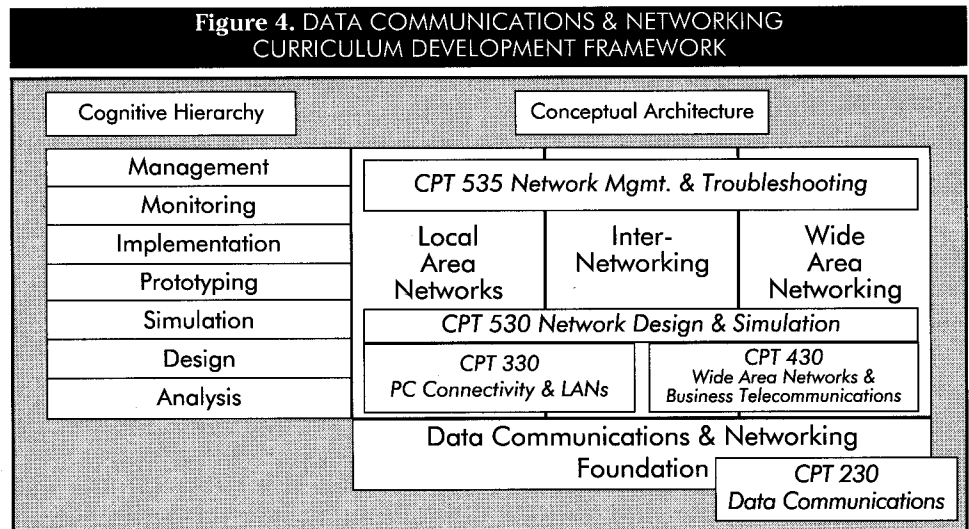 Figure 4. DATA COMMUNICATIONS & NETWORKING
CURRICULUM DEVELOPMENT FRAMEWORK
Cognitive Hierarchy
Conceptual Architecture
Management
Monitoring
Implementation
Prototyping
Simulation
Design
Analysis
CPT 535 Network Mgmt. & Troubleshooting
Local
Area
Networks
Inter-
Networking
Wide
Area
Networking
CPT 530 Network Design & Simulation
CPT 330
PC Connectivity & LANs
CPT 430
Wide Area Networks &
Business Telecommunications
Data Communications & Networking
Foundation
CPT 230
Data Communications